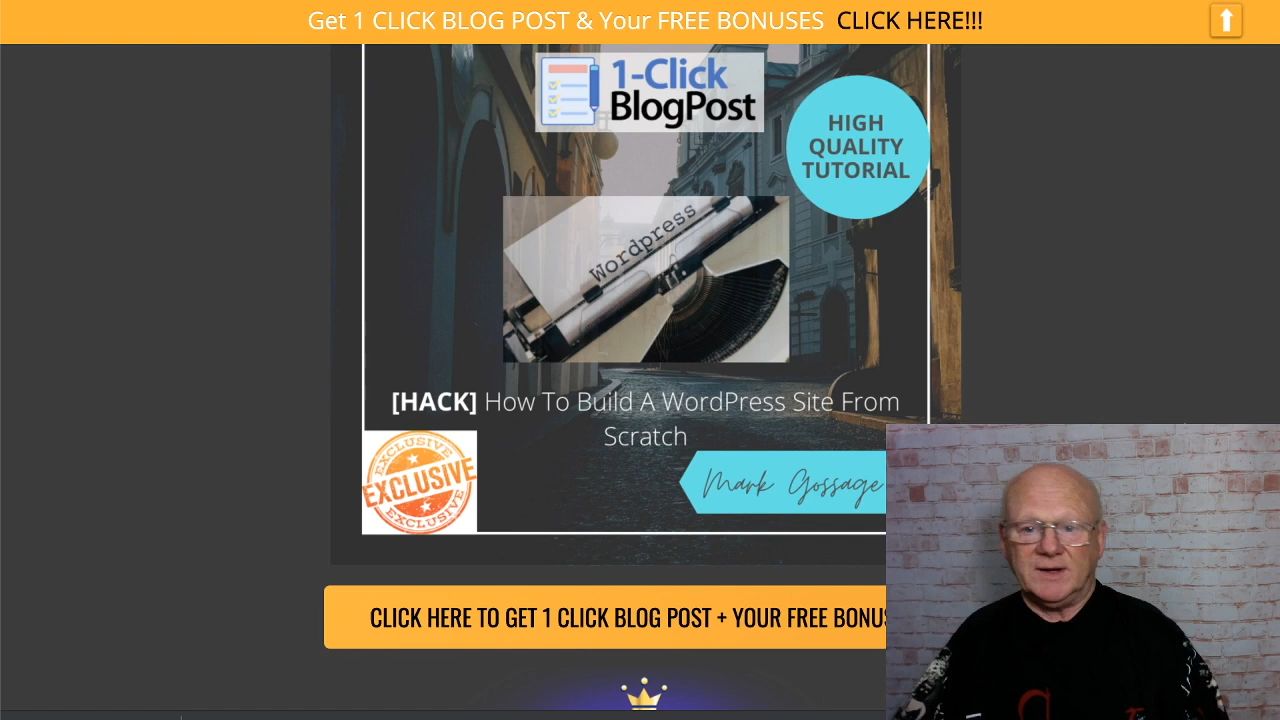 Get 1 CLICK BLOG POST & Your FREE BONUSES CLICK HERE!!!
1-Click
BlogPost
HIGH
QUALITY
TUTORIAL
Wordpress
[HACK] How To Build A WordPress Site From
Scratch
EXCLUSIVE
EXCLUSIVE
EXCLUSIVE
Mark Gossage
CLICK HERE TO GET 1 CLICK BLOG POST + YOUR FREE BONUS